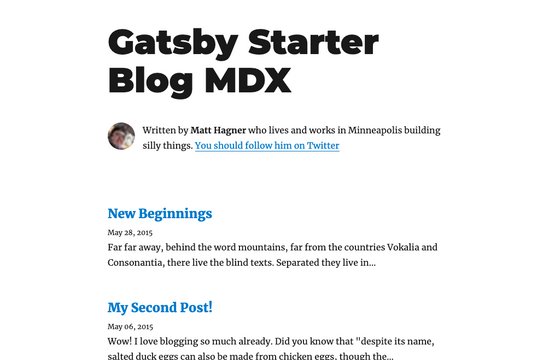 Gatsby Starter
Blog MDX
Written by Matt Hagner who lives and works in Minneapolis building
silly things. You should follow him on Twitter
New Beginnings
May 28, 2015
Far far away, behind the word mountains, far from the countries Vokalia and
Consonantia, there live the blind texts. Separated they live in…
My Second Post!
May 06, 2015
Wow! I love blogging so much already. Did you know that "despite its name,
salted duck eggs can also be made from chicken eggs, though the…